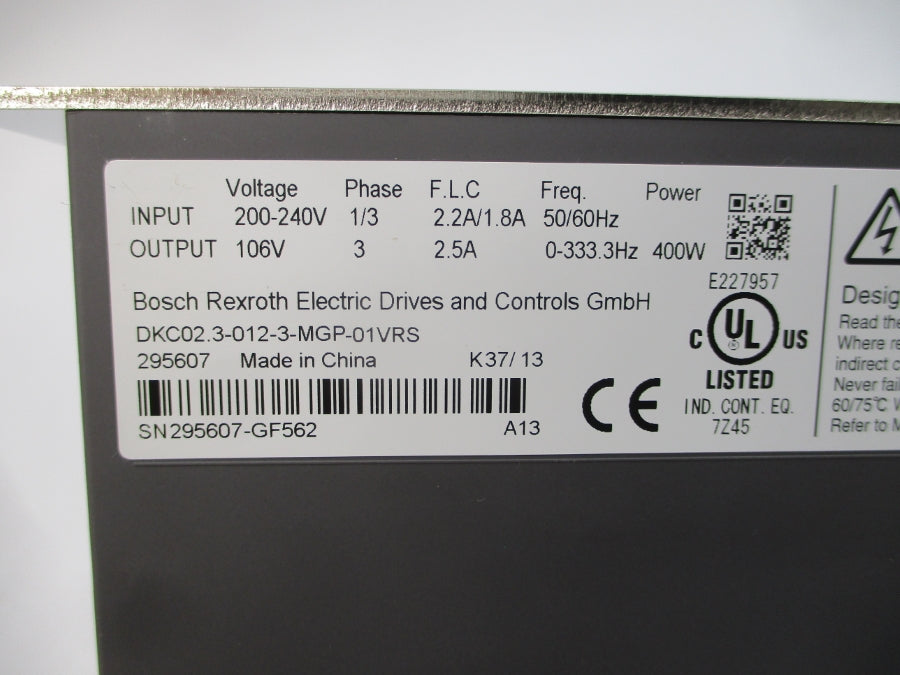 Voltage Phase F.L.C Freq. Power
INPUT 200-240V 1/3 2.2A/1.8A 50/60Hz
OUTPUT 106V 3 2.5A 0-333.3Hz 400W
E227957
Bosch Rexroth Electric Drives and Controls GmbH
DKC02.3-012-3-MGP-01VRS
295607 Made in China K37/13
SN295607-GF562 A13
CE
C UL US
LISTED
IND. CONT. EQ.
7Z45
Read the
Where
indirect
Never
60/75℃
Refer to